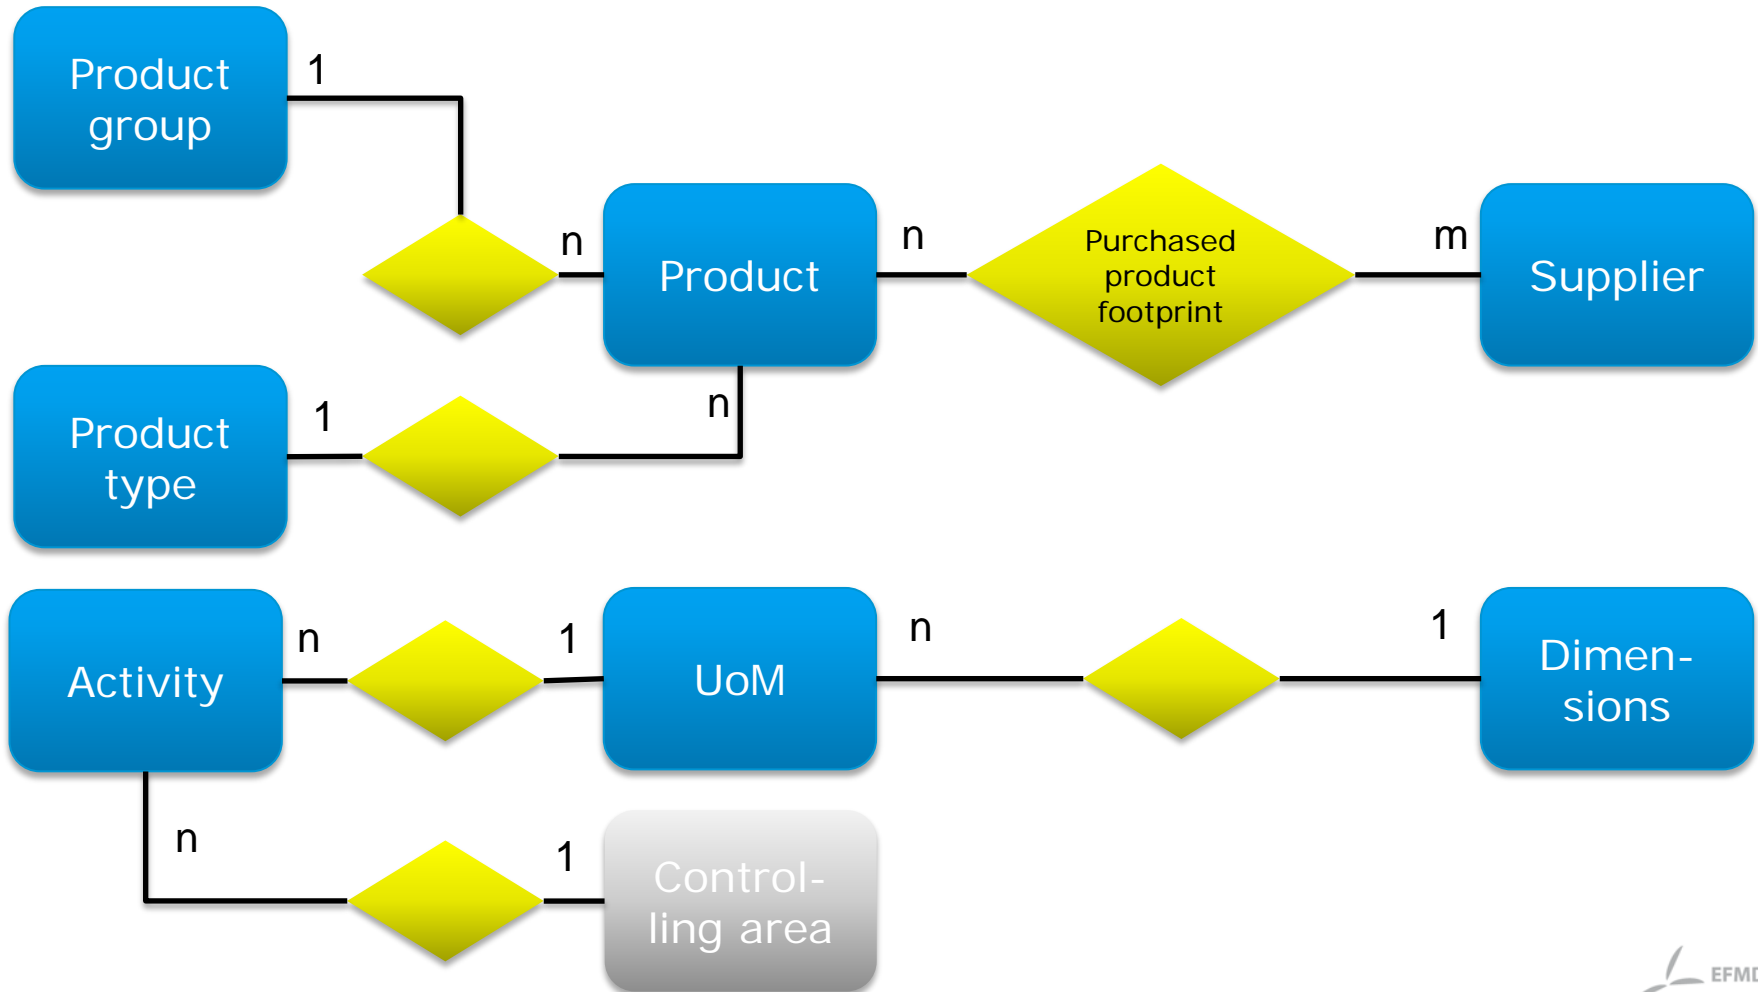 Product
group
1
n
Product
n
Purchased
product
footprint
m
Supplier
Product
type
1
n
Activity
n
1
UoM
n
1
Dimen-
sions
n
1
Control-
ling area